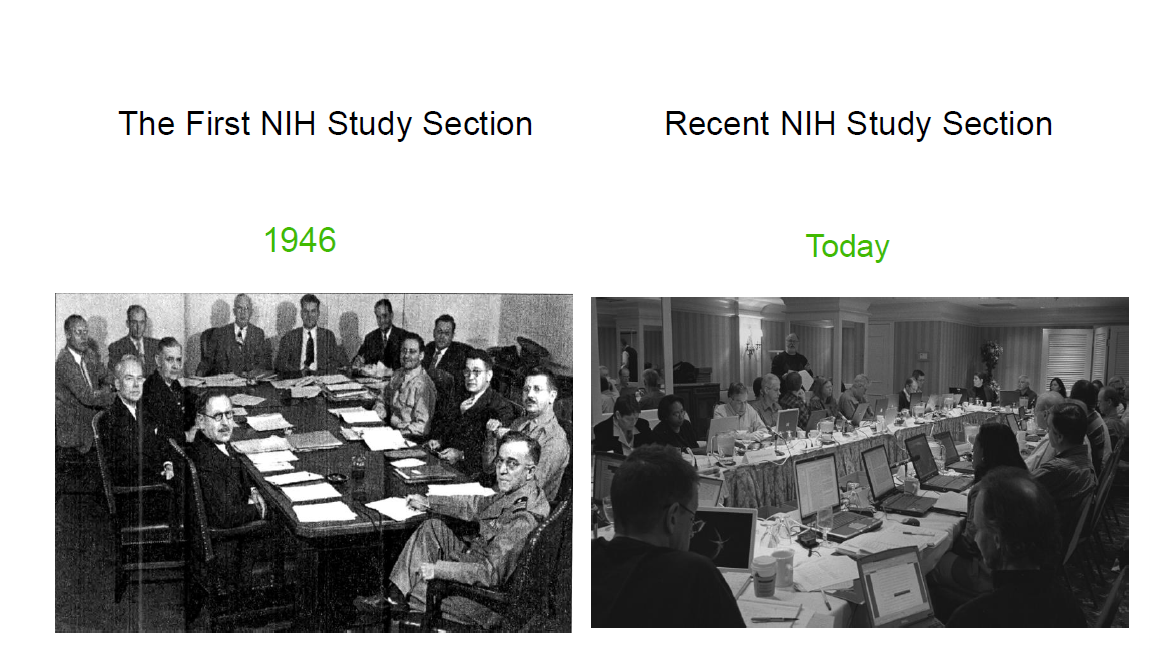 The First NIH Study Section
Recent NIH Study Section
1946
Today